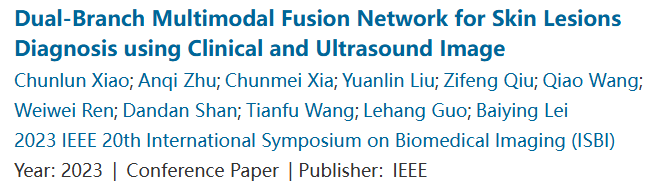 Dual-Branch Multimodal Fusion Network for Skin Lesions
Diagnosis using Clinical and Ultrasound Image
Chunlun Xiao; Anqi Zhu; Chunmei Xia; Yuanlin Liu; Zifeng Qiu; Qiao Wang;
Weiwei Ren; Dandan Shan; Tianfu Wang; Lehang Guo; Baiying Lei
2023 IEEE 20th International Symposium on Biomedical Imaging (ISBI)
Year: 2023 | Conference Paper | Publisher: IEEE